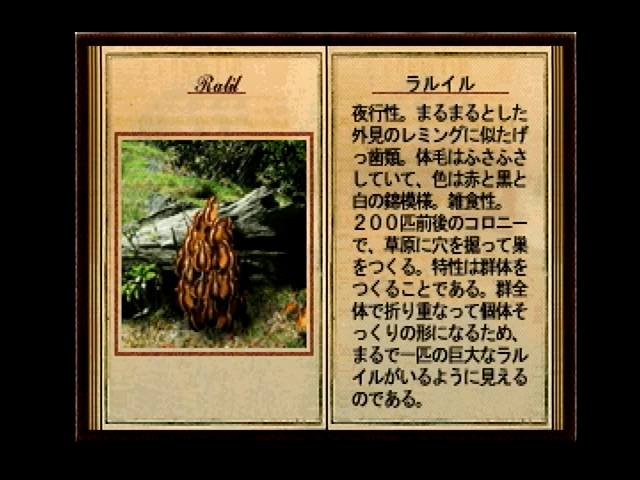 Ralil
ラルイル
夜行性。まるまるとした
外見のレミングに似たげ
っ歯類。体毛はふさふさ
していて、色は赤と黒と
白の錦模様。雑食性。
２００匹前後のコロニー
で、草原に穴を掘って巣
をつくる。特性は群体を
つくることである。群全
体で折り重なって個体そ
っくりの形になるため、
まるで一匹の巨大なラル
イルがいるように見える
のである。